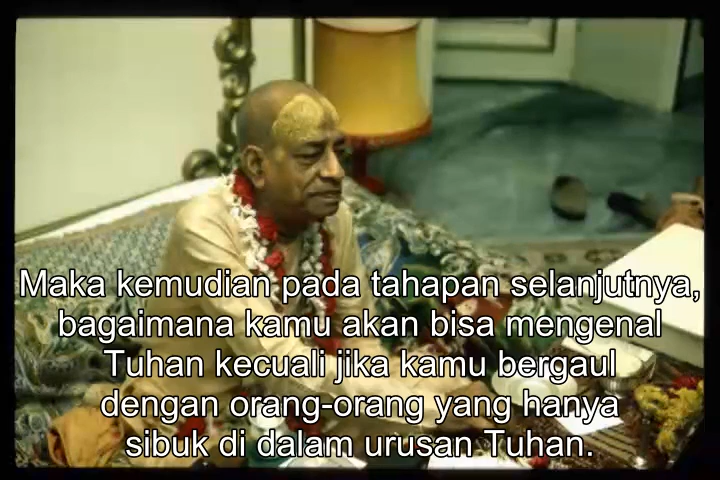 Maka kemudian pada tahapan selanjutnya,
bagaimana kamu akan bisa mengenal
Tuhan kecuali jika kamu bergaul
dengan orang-orang yang hanya
sibuk di dalam urusan Tuhan.